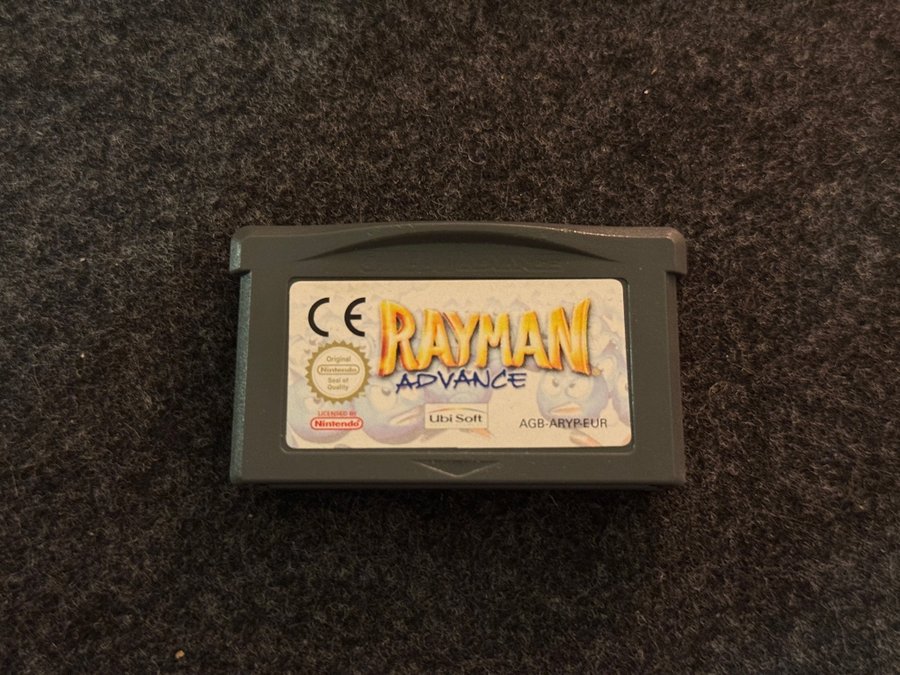 CE
RAYMAN
ADVANCE
Original
Nintendo
Seal of
Quality
LICENSED BY
Nintendo
Ubi Soft
AGB-ARYP-EUR